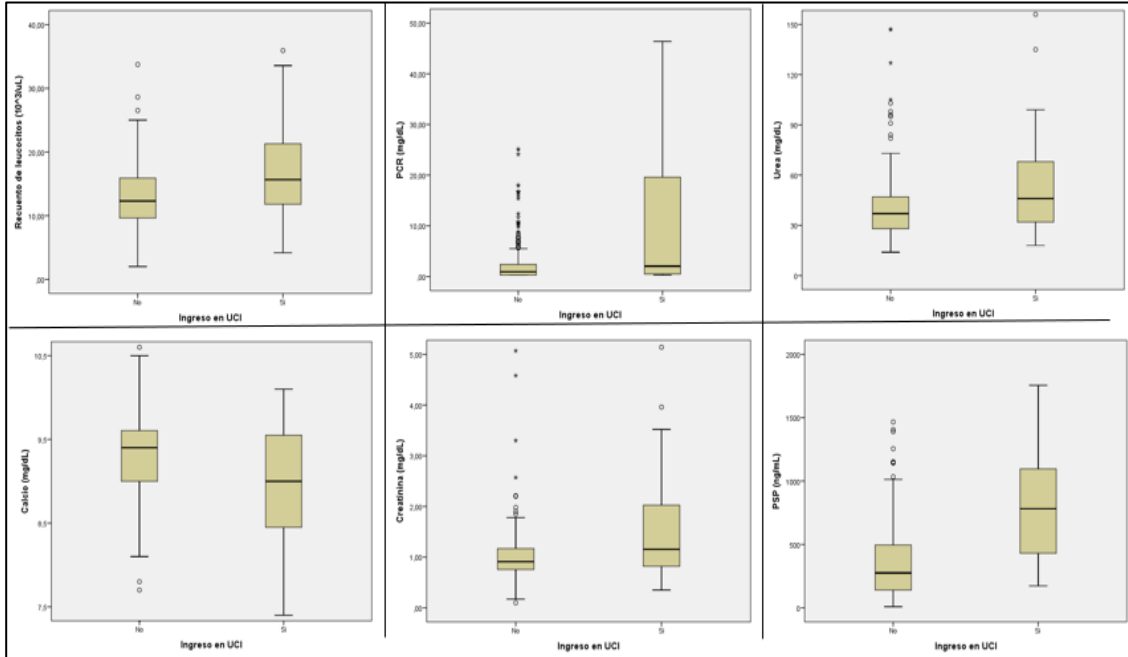 40,00
30,00
20,00
10,00
,00
Recuento de leucocitos (10^3/uL)
No
Si
Ingreso en UCI
50,00
40,00
30,00
20,00
10,00
,00
PCR (mg/dL)
No
Si
Ingreso en UCI
150
120
90
60
30
0
Urea (mg/dL)
No
Si
Ingreso en UCI
10,5
9,5
8,5
7,5
Calcio (mg/dL)
No
Si
Ingreso en UCI
5,00
4,00
3,00
2,00
1,00
,00
Creatinina (mg/dL)
No
Si
Ingreso en UCI
2000
1500
1000
500
0
PSP (ng/mL)
No
Si
Ingreso en UCI